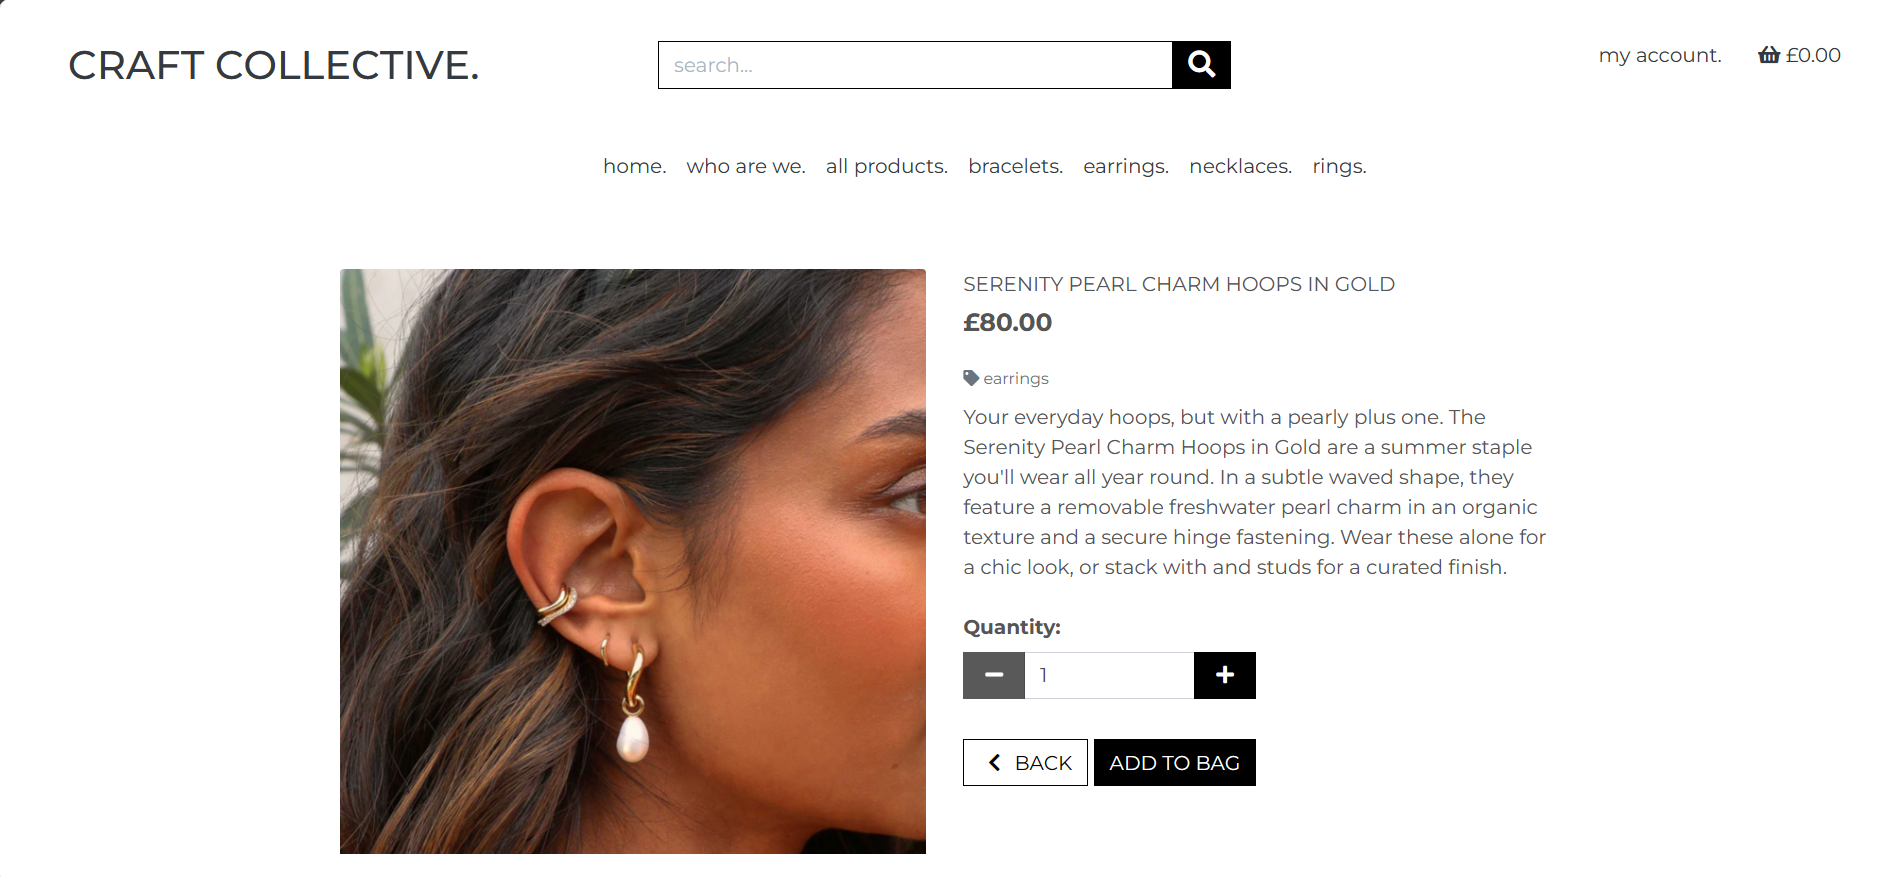 CRAFT COLLECTIVE.
search...
my account.
£0.00
home. who are we. all products. bracelets. earrings. necklaces. rings.
SERENITY PEARL CHARM HOOPS IN GOLD
£80.00
earrings
Your everyday hoops, but with a pearly plus one. The
Serenity Pearl Charm Hoops in Gold are a summer staple
you'll wear all year round. In a subtle waved shape, they
feature a removable freshwater pearl charm in an organic
texture and a secure hinge fastening. Wear these alone for
a chic look, or stack with and studs for a curated finish.
Quantity:
1
BACK
ADD TO BAG